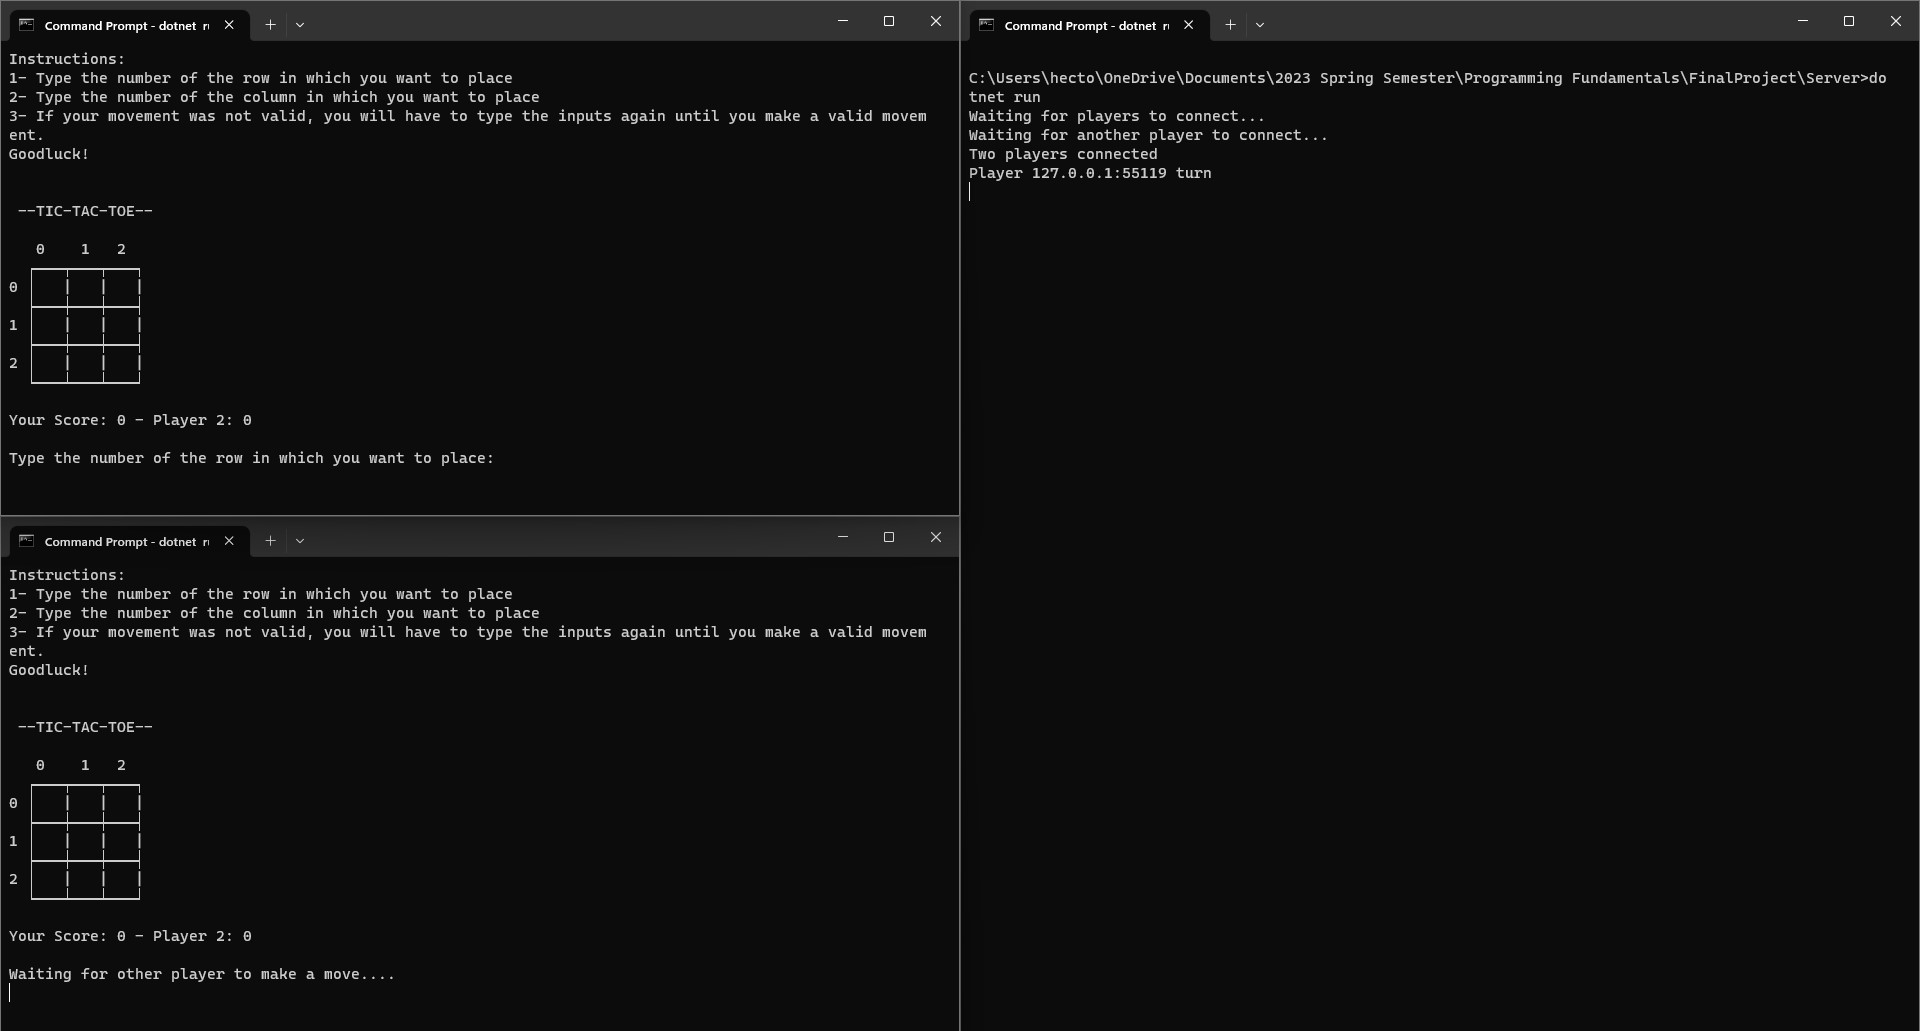 Command Prompt - dotnet r
Instructions:
1- Type the number of the row in which you want to place
2- Type the number of the column in which you want to place
3- If your movement was not valid, you will have to type the inputs again until you make a valid movem
ent.
Goodluck!
--TIC-TAC-TOE--
0 1 2
0
1
2
Your Score: 0 - Player 2: 0
Type the number of the row in which you want to place:
Command Prompt - dotnet r
Instructions:
1- Type the number of the row in which you want to place
2- Type the number of the column in which you want to place
3- If your movement was not valid, you will have to type the inputs again until you make a valid movem
ent.
Goodluck!
--TIC-TAC-TOE--
0 1 2
0
1
2
Your Score: 0 - Player 2: 0
Waiting for other player to make a move....
Command Prompt - dotnet r
C:\Users\hecto\OneDrive\Documents\2023 Spring Semester\Programming Fundamentals\FinalProject\Server>do
tnet run
Waiting for players to connect...
Waiting for another player to connect...
Two players connected
Player 127.0.0.1:55119 turn